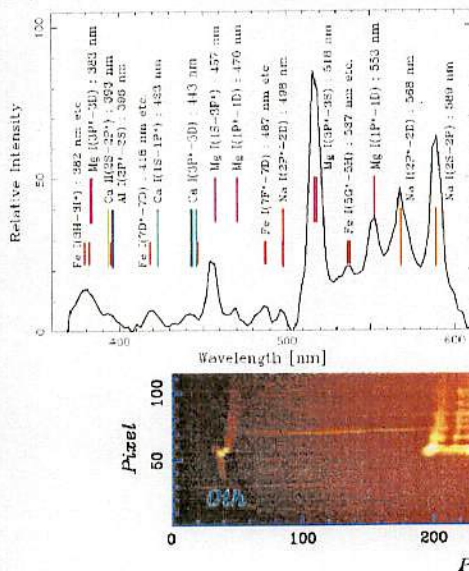 100
Relative Intensity
50
0
Fe I(3H-3H*) : 382 nm etc
Mg I(3P*-3D) : 383 nm
Ca II(2S-2P*) : 393 nm
Al I(2P*-2S) : 396 nm
Fe I(7D*-7D) : 418 nm etc.
Ca I(1S-1P*) : 423 nm
Ca I(3P*-3D) : 443 nm
Mg I(1S-3P*) : 457 nm
Mg I(1P*-1D) : 470 nm
Fe I(7F*-7D) : 487 nm etc
Na I(2P*-2D) : 498 nm
Mg I(3P*-3S) : 518 nm
Fe I(5G*-5H) : 537 nm etc.
Mg I(1P*-1D) : 553 nm
Na I(2P*-2D) : 568 nm
Na I(2S-2P) : 589 nm
400
500
600
Wavelength [nm]
100
Pixel
50
0th
0
100
200
P